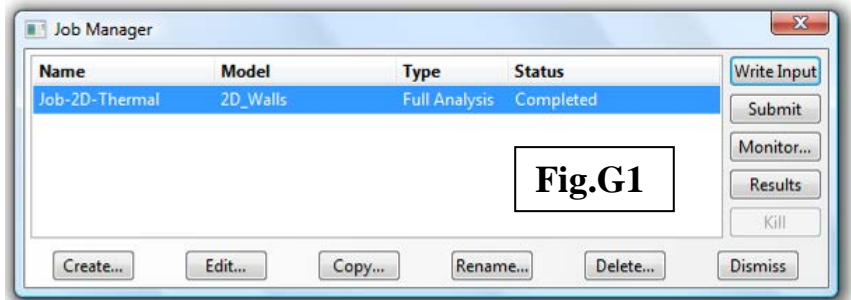 Job Manager
Name Model Type Status
Job-2D-Thermal 2D_Walls Full Analysis Completed
Write Input
Submit
Monitor...
Results
Kill
Fig.G1
Create... Edit... Copy... Rename... Delete... Dismiss